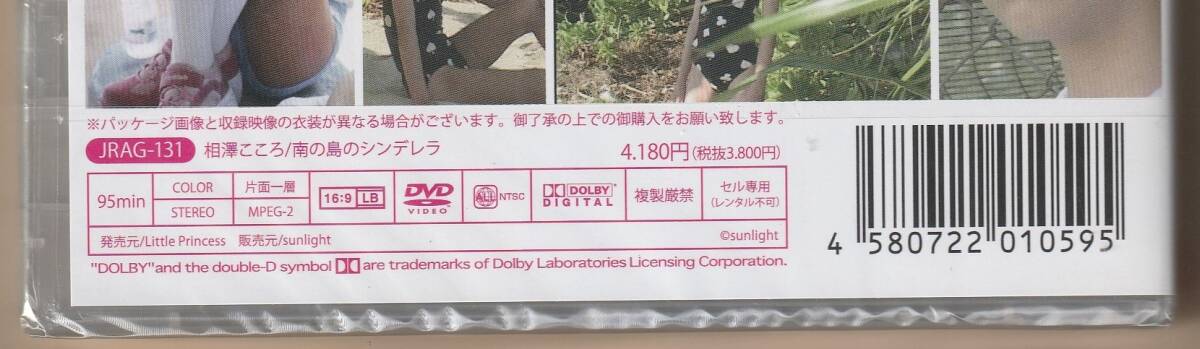 ※パッケージ画像と収録映像の衣装が異なる場合がございます。御了承の上での御購入をお願い致します。
JRAG-131 相澤こころ/南の島のシンデレラ 4.180円(税抜3.800円)
95min COLOR STEREO 片面一層 MPEG-2 16:9 LB DVD VIDEO ALL NTSC DOLBY DIGITAL 複製厳禁 セル専用 (レンタル不可)
発売元/Little Princess 販売元/sunlight ©sunlight
"DOLBY"and the double-D symbol are trademarks of Dolby Laboratories Licensing Corporation.
4 580722 010595